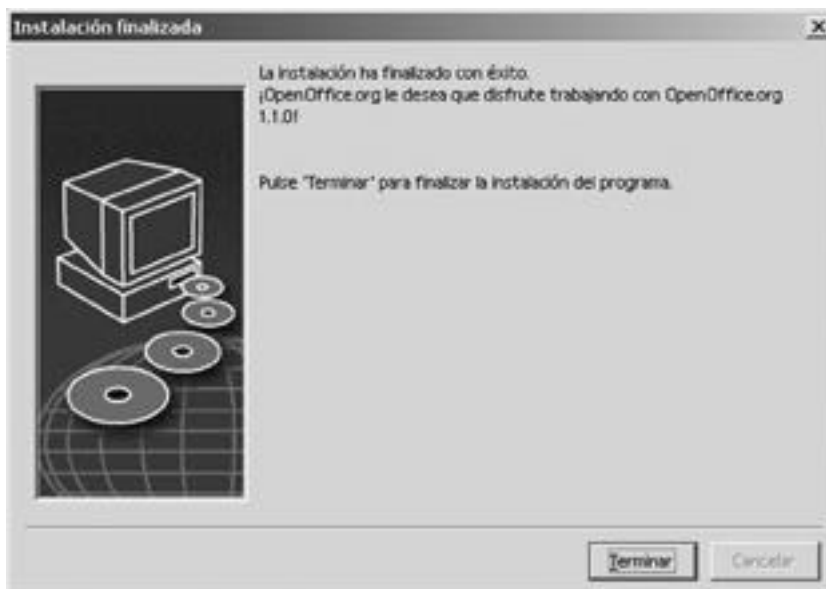 Instalación finalizada
La instalación ha finalizado con éxito.
¡OpenOffice.org le desea que disfrute trabajando con OpenOffice.org
1.1.0!
Pulse 'Terminar' para finalizar la instalación del programa.
Terminar
Cancelar